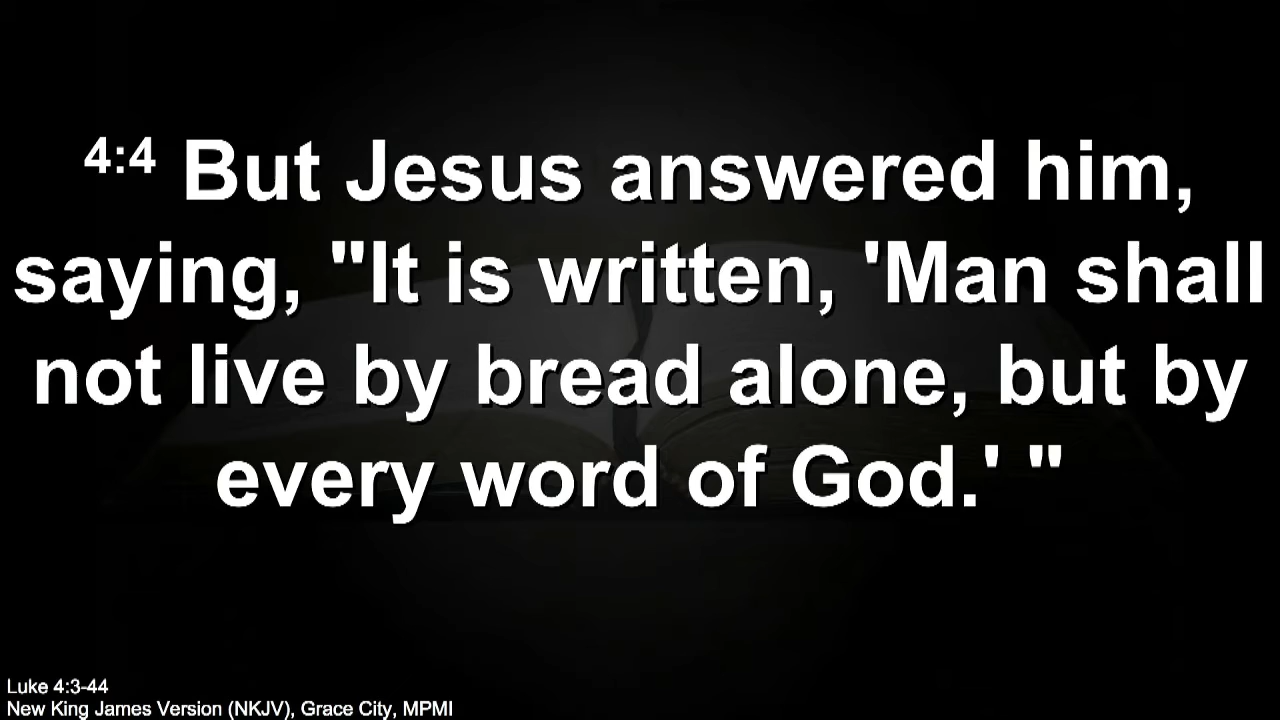 4:4 But Jesus answered him,
saying, "It is written, 'Man shall
not live by bread alone, but by
every word of God.' "
Luke 4:3-44
New King James Version (NKJV), Grace City, MPMI